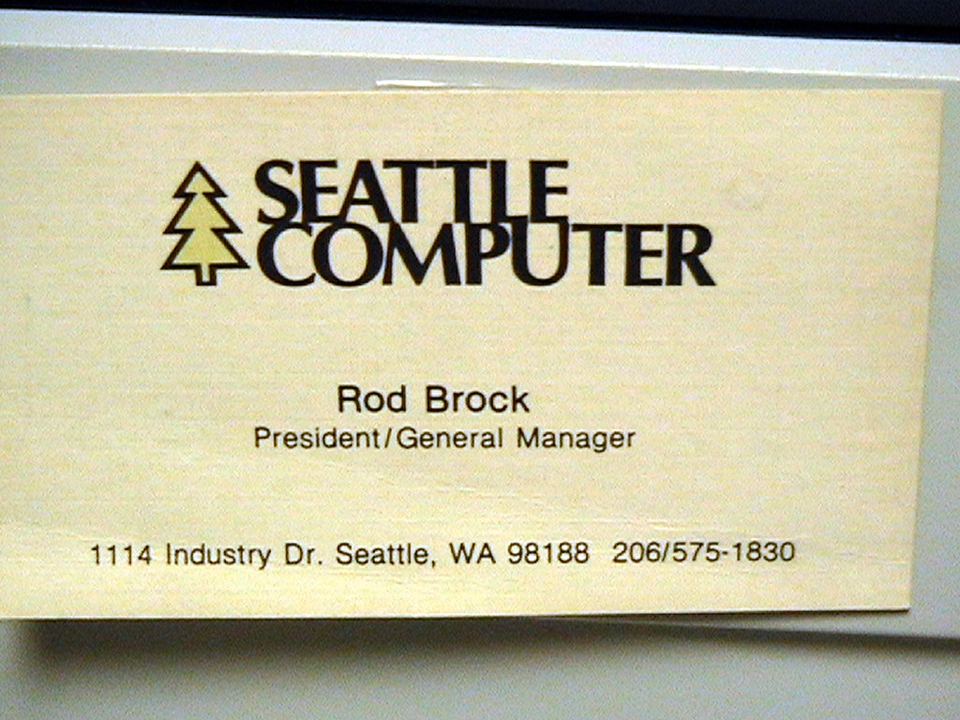 SEATTLE
COMPUTER
Rod Brock
President/General Manager
1114 Industry Dr. Seattle, WA 98188 206/575-1830